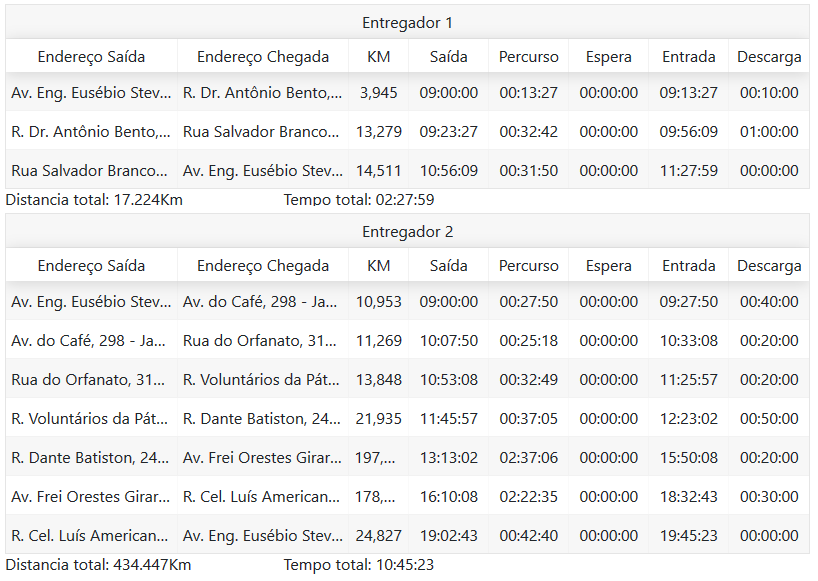 Entregador 1
Endereço Saída Endereço Chegada KM Saída Percurso Espera Entrada Descarga
Av. Eng. Eusébio Stev... R. Dr. Antônio Bento,... 3,945 09:00:00 00:13:27 00:00:00 09:13:27 00:10:00
R. Dr. Antônio Bento,... Rua Salvador Branco... 13,279 09:23:27 00:32:42 00:00:00 09:56:09 01:00:00
Rua Salvador Branco... Av. Eng. Eusébio Stev... 14,511 10:56:09 00:31:50 00:00:00 11:27:59 00:00:00
Distancia total: 17.224Km Tempo total: 02:27:59
Entregador 2
Endereço Saída Endereço Chegada KM Saída Percurso Espera Entrada Descarga
Av. Eng. Eusébio Stev... Av. do Café, 298 - Ja... 10,953 09:00:00 00:27:50 00:00:00 09:27:50 00:40:00
Av. do Café, 298 - Ja... Rua do Orfanato, 31... 11,269 10:07:50 00:25:18 00:00:00 10:33:08 00:20:00
Rua do Orfanato, 31... R. Voluntários da Pát... 13,848 10:53:08 00:32:49 00:00:00 11:25:57 00:20:00
R. Voluntários da Pát... R. Dante Batiston, 24... 21,935 11:45:57 00:37:05 00:00:00 12:23:02 00:50:00
R. Dante Batiston, 24... Av. Frei Orestes Girar... 197,... 13:13:02 02:37:06 00:00:00 15:50:08 00:20:00
Av. Frei Orestes Girar... R. Cel. Luís American... 178,... 16:10:08 02:22:35 00:00:00 18:32:43 00:30:00
R. Cel. Luís American... Av. Eng. Eusébio Stev... 24,827 19:02:43 00:42:40 00:00:00 19:45:23 00:00:00
Distancia total: 434.447Km Tempo total: 10:45:23